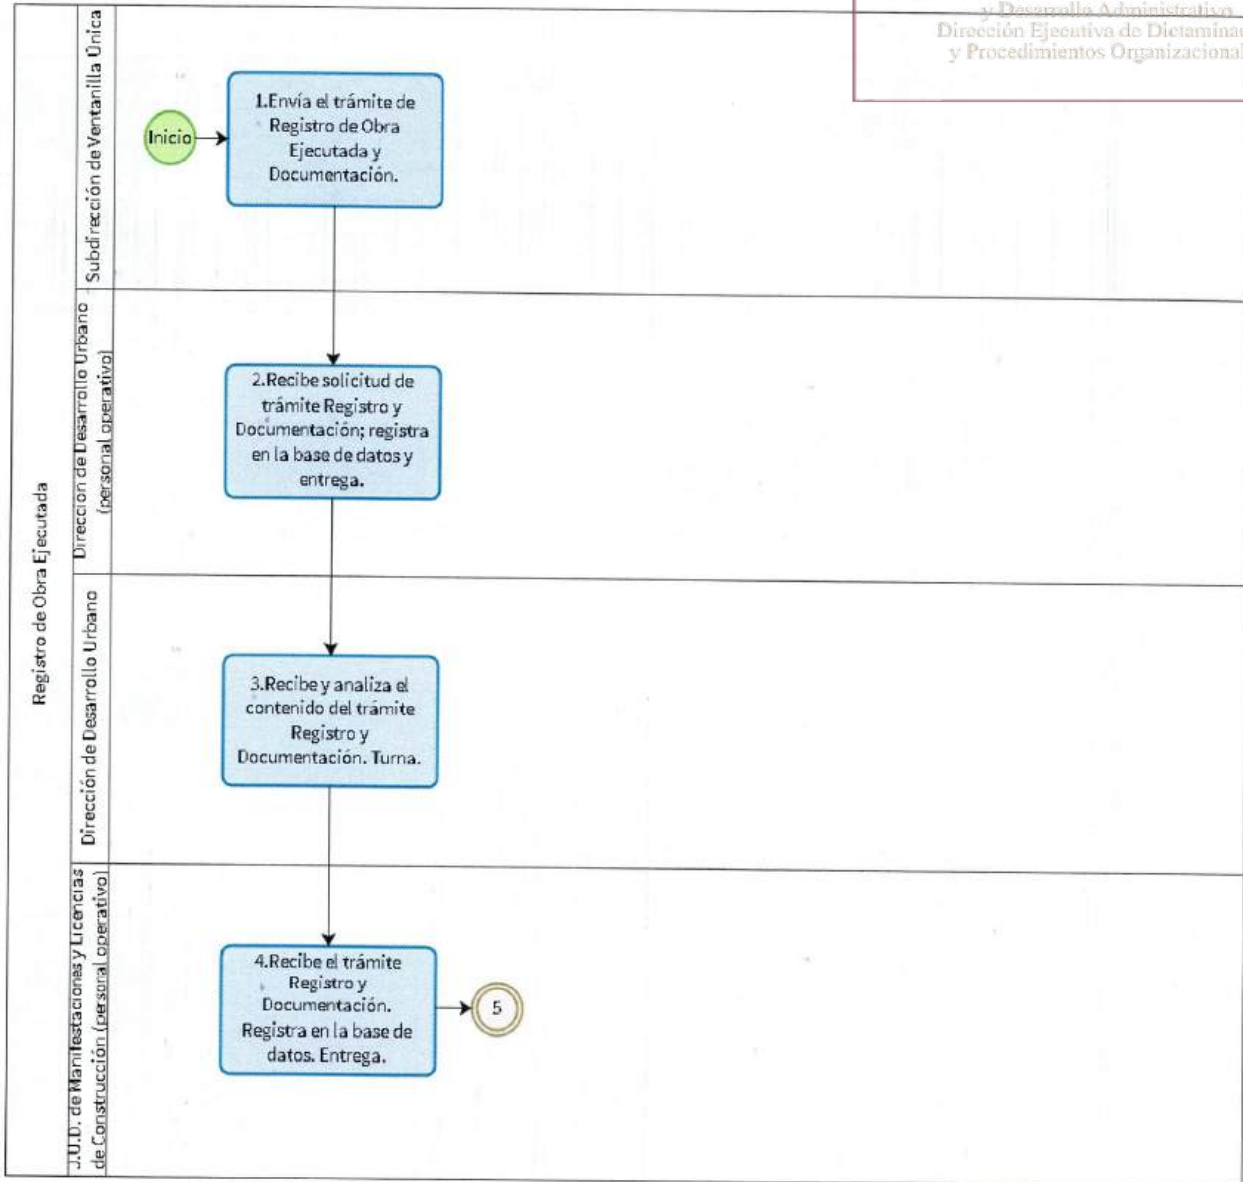 y Desarrollo Administrativo
Dirección Ejecutiva de
y Procedimientos
Registro de Obra Ejecutada
Subdirección de Ventanilla Única
Inicio
1.Envía el trámite de
Registro de Obra
Ejecutada y
Documentación.
Dirección de Desarrollo Urbano
(personal operativo)
2.Recibe solicitud de
trámite Registro y
Documentación; registra
en la base de datos y
entrega.
Dirección de Desarrollo Urbano
3.Recibe y analiza el
contenido del trámite
Registro y
Documentación. Turna.
J.U.D. de Manifestaciones y Licencias
de Construcción (personal operativo)
4.Recibe el trámite
Registro y
Documentación.
Registra en la base de
datos. Entrega.
5